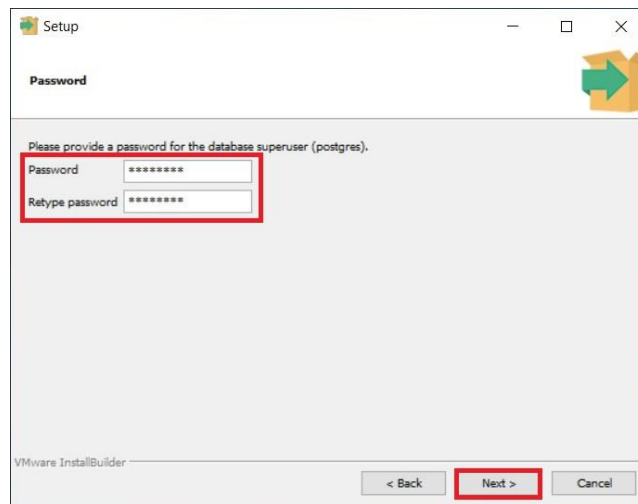 Setup
Password
Please provide a password for the database superuser (postgres).
Password ********
Retype password ********
VMware InstallBuilder
< Back Next > Cancel